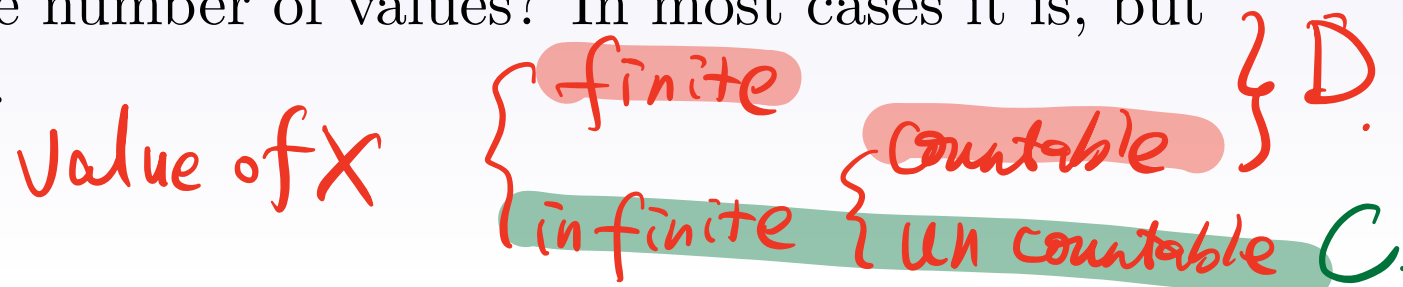 e number of values? In most cases it is, but
finite } D.
value of X { countable
infinite { uncountable C.